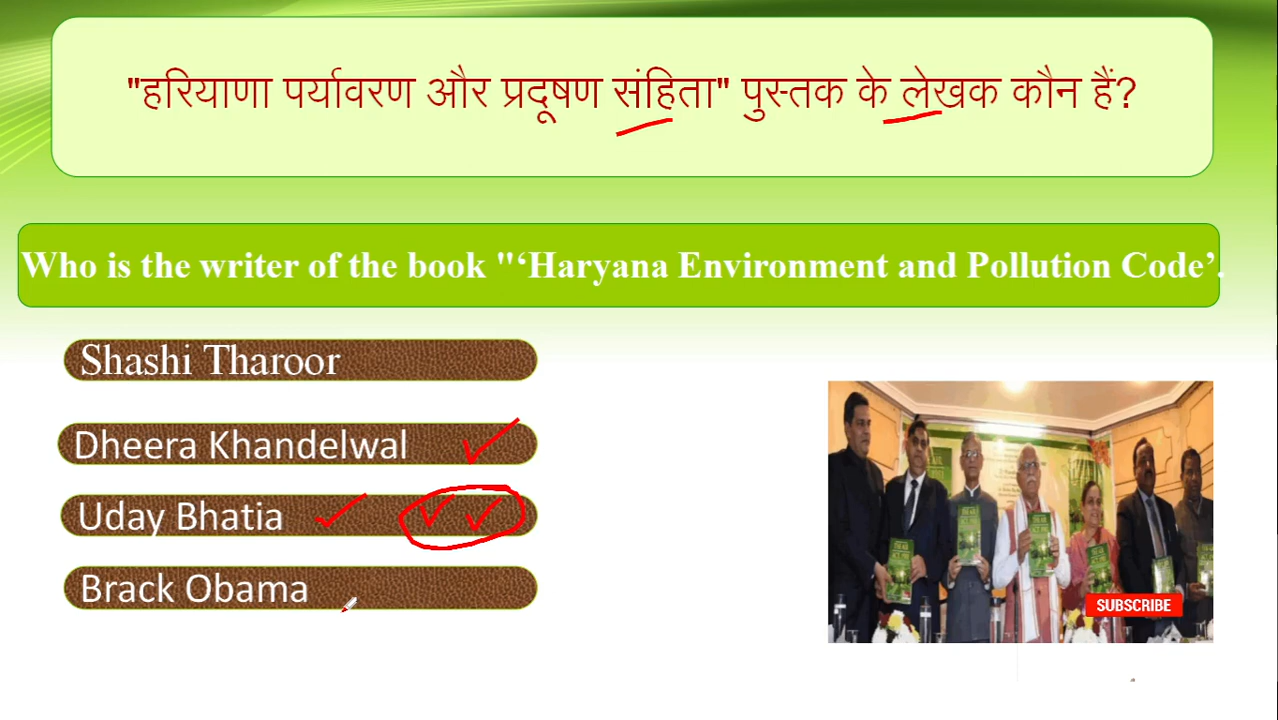 "हरियाणा पर्यावरण और प्रदूषण संहिता" पुस्तक के लेखक कौन हैं?
Who is the writer of the book "‘Haryana Environment and Pollution Code’.
Shashi Tharoor
Dheera Khandelwal
Uday Bhatia
Brack Obama
SUBSCRIBE